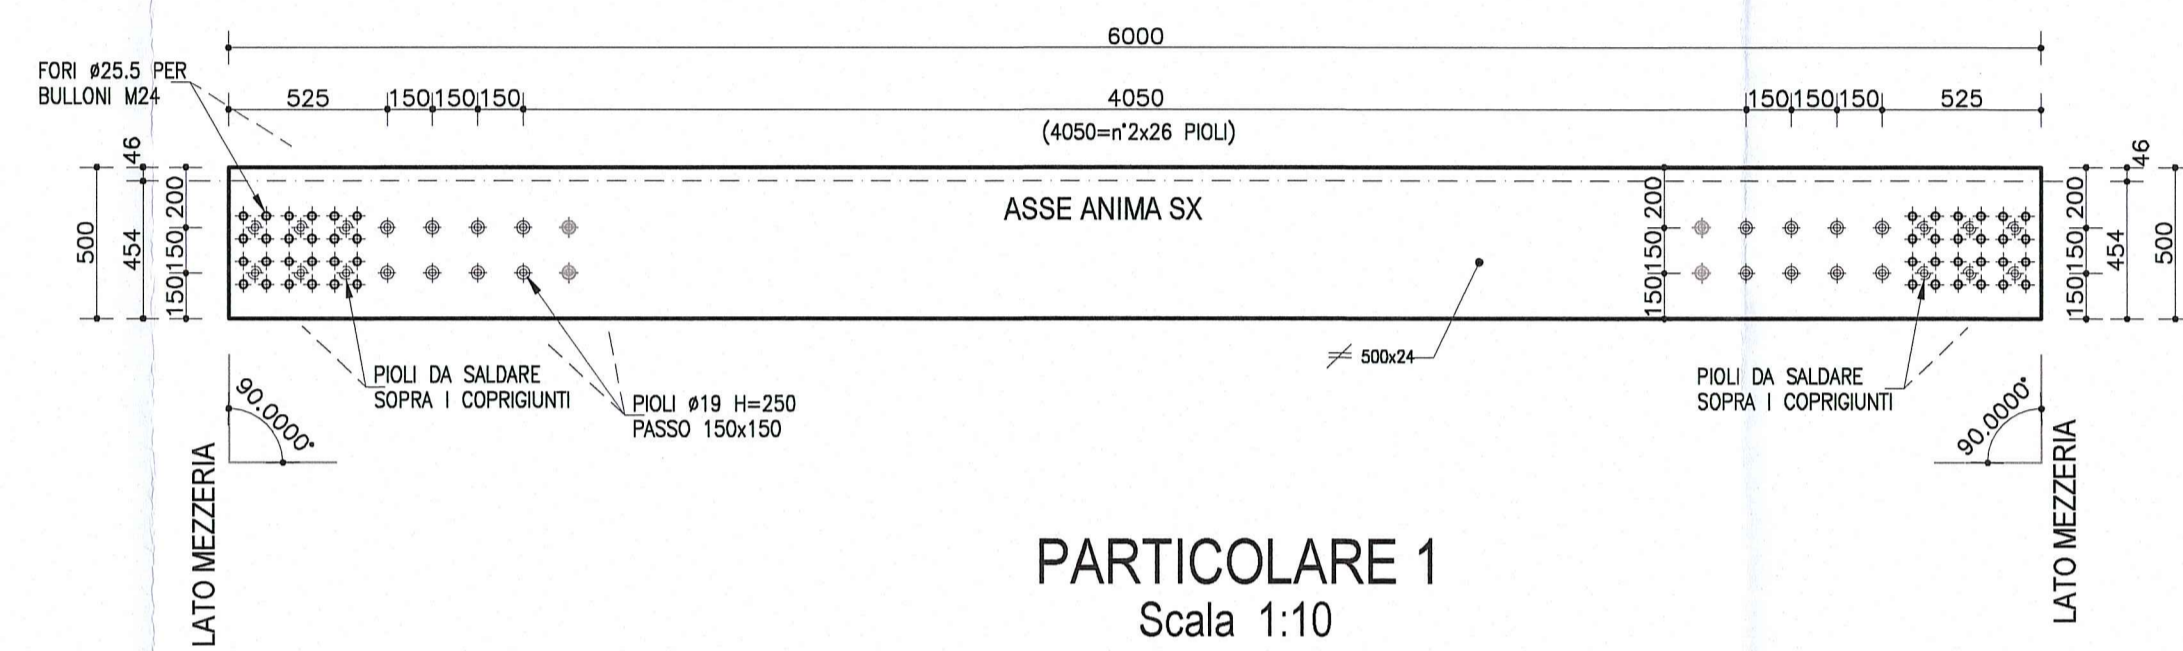 6000
FORI ø25.5 PER
BULLONI M24
525
150
150
150
4050
150
150
150
525
(4050=n°2x26 PIOLI)
46
46
ASSE ANIMA SX
500
454
200
150
150
200
150
150
200
150
150
454
500
500x24
PIOLI DA SALDARE
SOPRA I COPRIGIUNTI
PIOLI ø19 H=250
PASSO 150x150
PIOLI DA SALDARE
SOPRA I COPRIGIUNTI
90.0000°
90.0000°
LATO MEZZERIA
LATO MEZZERIA
PARTICOLARE 1
Scala 1:10